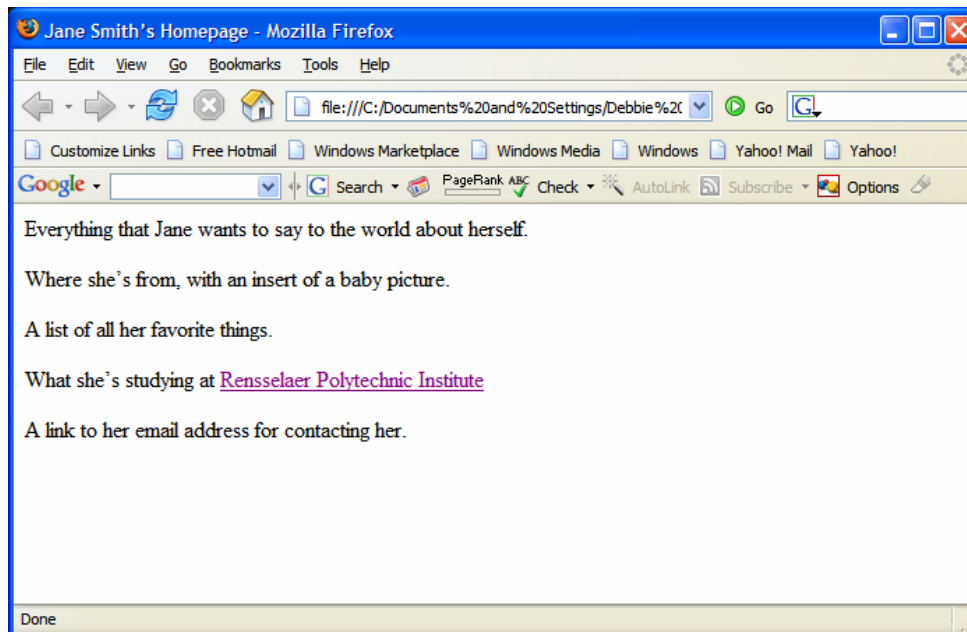 Jane Smith's Homepage - Mozilla Firefox
File Edit View Go Bookmarks Tools Help
file:///C:/Documents%20and%20Settings/Debbie%20 Go G
Customize Links Free Hotmail Windows Marketplace Windows Media Windows Yahoo! Mail Yahoo!
Google G Search PageRank ABC Check AutoLink Subscribe Options
Everything that Jane wants to say to the world about herself.
Where she's from, with an insert of a baby picture.
A list of all her favorite things.
What she's studying at Rensselaer Polytechnic Institute
A link to her email address for contacting her.
Done